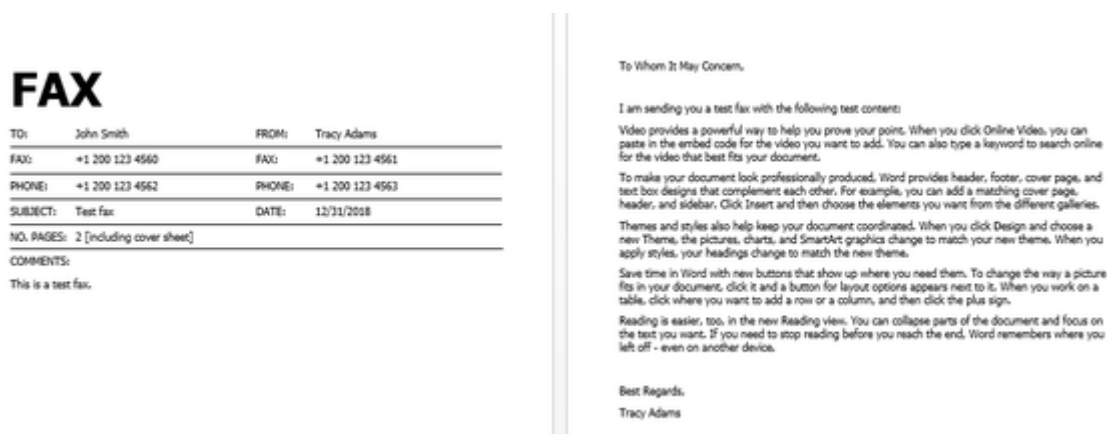 FAX
TO: John Smith FROM: Tracy Adams
FAX: +1 200 123 4560 FAX: +1 200 123 4561
PHONE: +1 200 123 4562 PHONE: +1 200 123 4563
SUBJECT: Test fax DATE: 12/31/2018
NO. PAGES: 2 [including cover sheet]
COMMENTS:
This is a test fax.
To Whom It May Concern,
I am sending you a test fax with the following test content:
Video provides a powerful way to help you prove your point. When you click Online Video, you can
paste in the embed code for the video you want to add. You can also type a keyword to search online
for the video that best fits your document.
To make your document look professionally produced, Word provides header, footer, cover page, and
text box designs that complement each other. For example, you can add a matching cover page,
header, and sidebar. Click Insert and then choose the elements you want from the different galleries.
Themes and styles also help keep your document coordinated. When you click Design and choose a
new Theme, the pictures, charts, and SmartArt graphics change to match your new theme. When you
apply styles, your headings change to match the new theme.
Save time in Word with new buttons that show up where you need them. To change the way a picture
fits in your document, click it and a button for layout options appears next to it. When you work on a
table, click where you want to add a row or a column, and then click the plus sign.
Reading is easier, too, in the new Reading view. You can collapse parts of the document and focus on
the text you want. If you need to stop reading before you reach the end, Word remembers where you
left off - even on another device.
Best Regards,
Tracy Adams